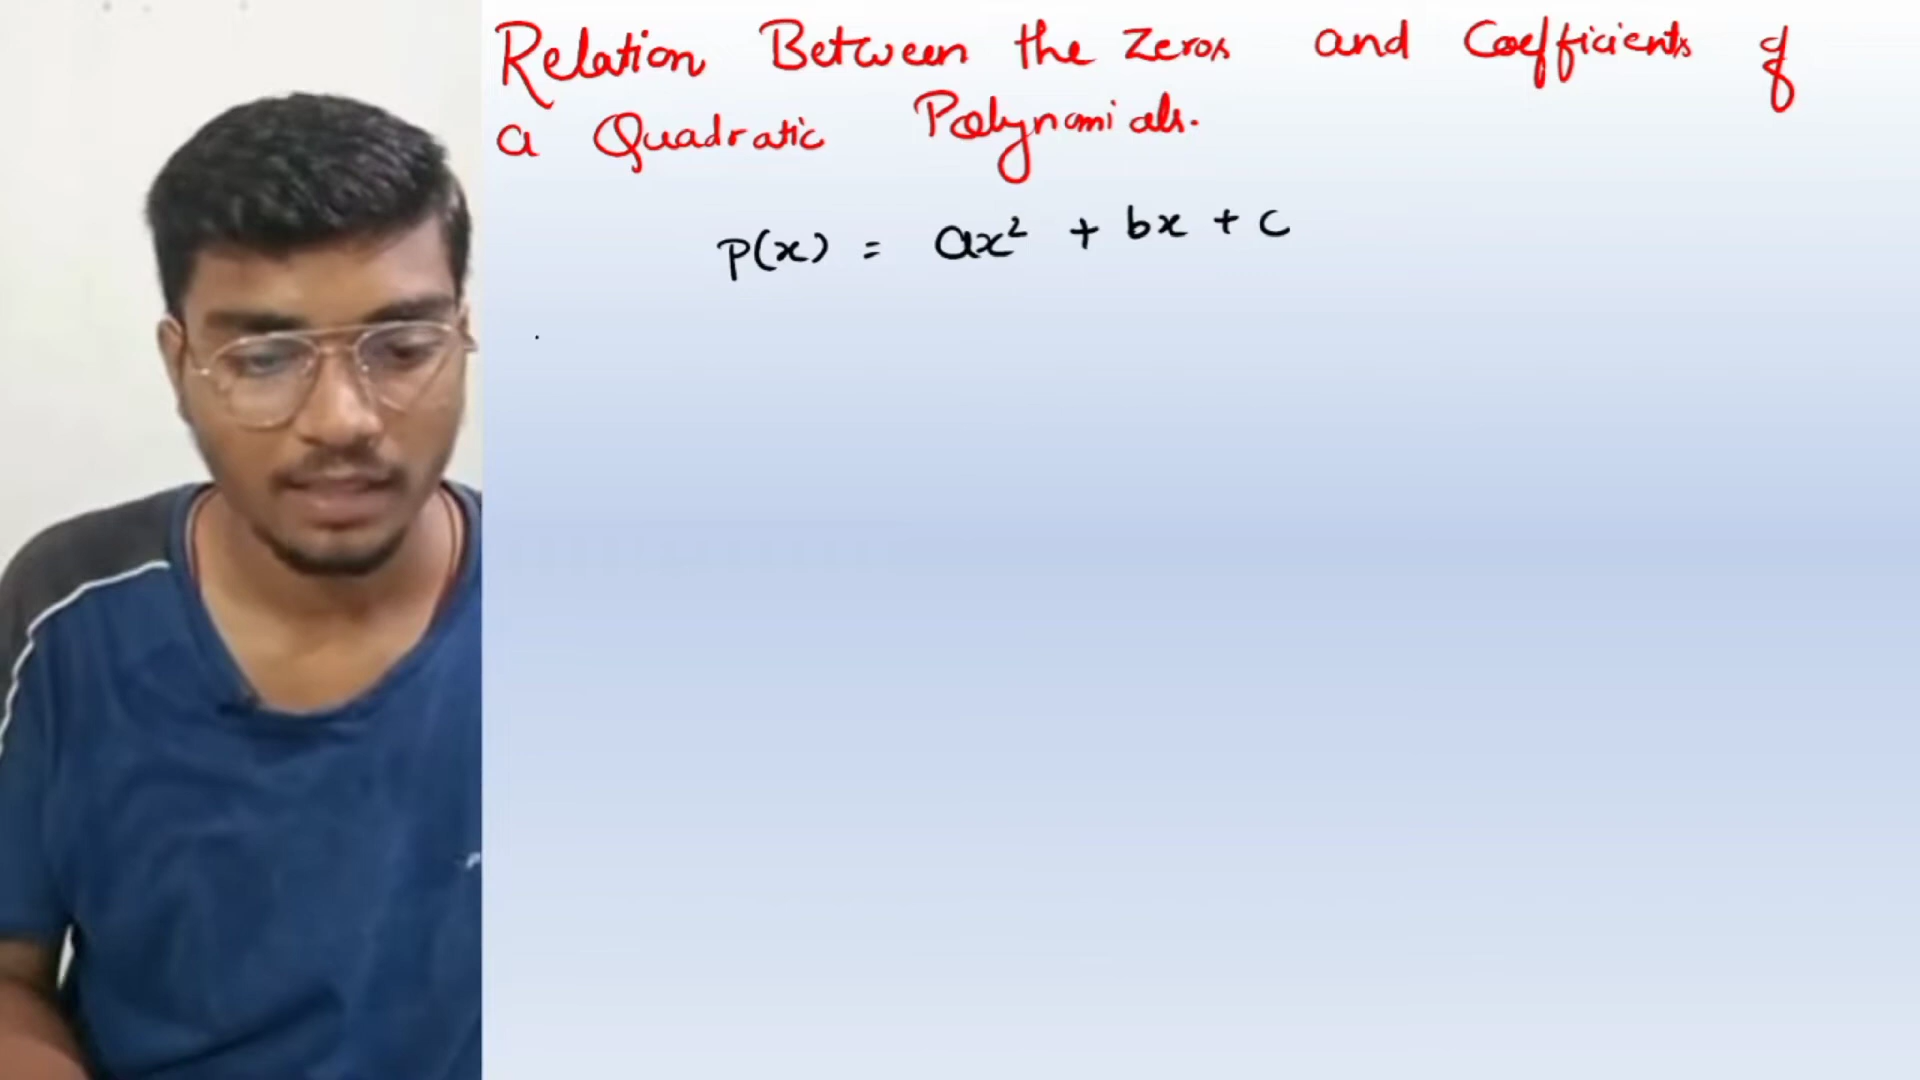 Relation Between the Zeros and Coefficients of
a Quadratic Polynomials.
P(x) = ax² + bx + c